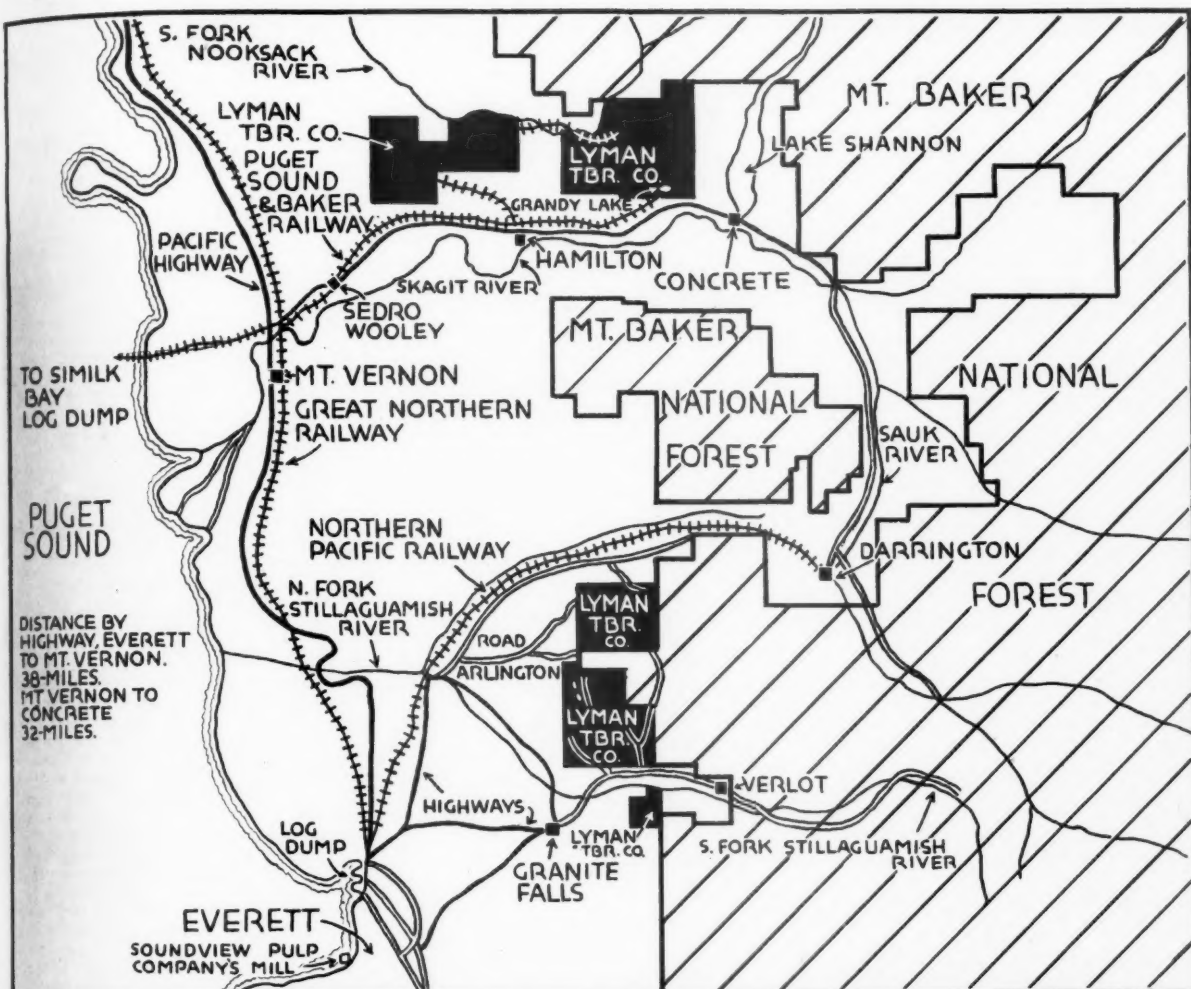 S. FORK
NOOKSACK
RIVER
LYMAN
TBR. CO.
PUGET
SOUND
& BAKER
RAILWAY
PACIFIC
HIGHWAY
LYMAN
TBR. CO.
GRANDY LAKE
MT. BAKER
LAKE SHANNON
HAMILTON
CONCRETE
SKAGIT RIVER
SEDRO
WOOLEY
TO SIMILK
BAY
LOG DUMP
MT. VERNON
GREAT NORTHERN
RAILWAY
MT. BAKER
NATIONAL
FOREST
NATIONAL
SAUK
RIVER
PUGET
SOUND
NORTHERN
PACIFIC RAILWAY
DARRINGTON
FOREST
N. FORK
STILLAGUAMISH
RIVER
DISTANCE BY
HIGHWAY, EVERETT
TO MT. VERNON.
38-MILES.
MT VERNON TO
CONCRETE
32-MILES.
ROAD
ARLINGTON
LYMAN
TBR.
CO.
LYMAN
TBR.
CO.
VERLOT
HIGHWAYS
LOG
DUMP
GRANITE
FALLS
LYMAN
TBR. CO.
S. FORK STILLAGUAMISH
RIVER
EVERETT
SOUNDVIEW PULP
COMPANY'S MILL